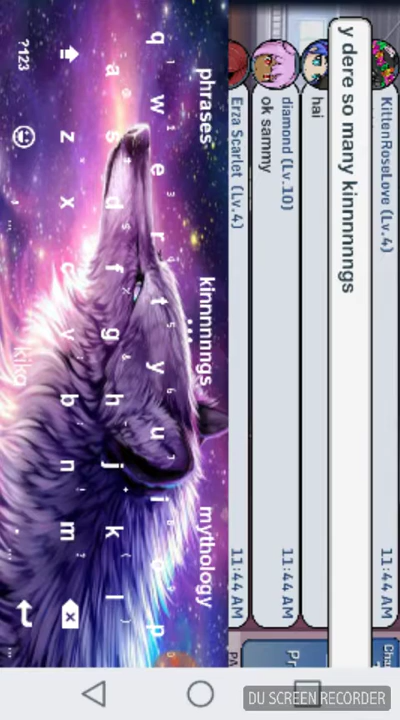 KittenRoseLove (Lv.4) 11:44 AM
y dere so many kinnnnngs
hai
diamond (Lv.10) 11:44 AM
ok sammy
Erza Scarlet (Lv.4) 11:44 AM
phrases kinnnnngs mythology
q w e r t y u i o p
a s d f g h j k l
z x c v b n m
?123
kika
DU SCREEN RECORDER